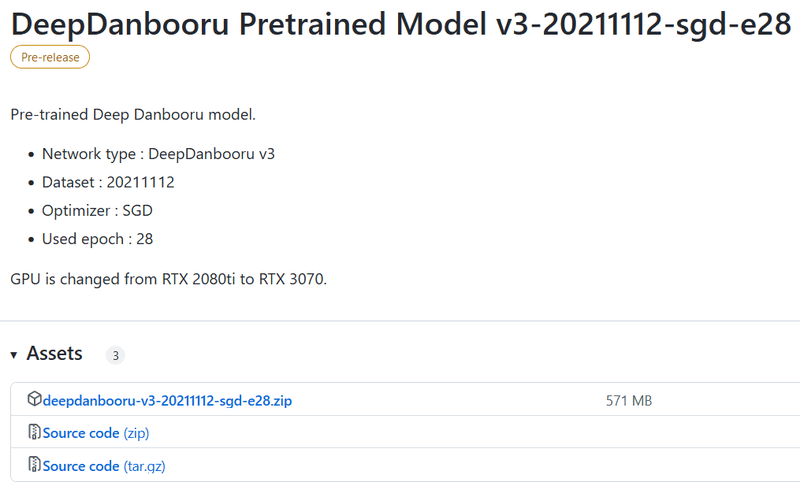 DeepDanbooru Pretrained Model v3-20211112-sgd-e28
Pre-release
Pre-trained Deep Danbooru model.
• Network type : DeepDanbooru v3
• Dataset : 20211112
• Optimizer : SGD
• Used epoch : 28
GPU is changed from RTX 2080ti to RTX 3070.
▾ Assets 3
deepdanbooru-v3-20211112-sgd-e28.zip 571 MB
Source code (zip)
Source code (tar.gz)